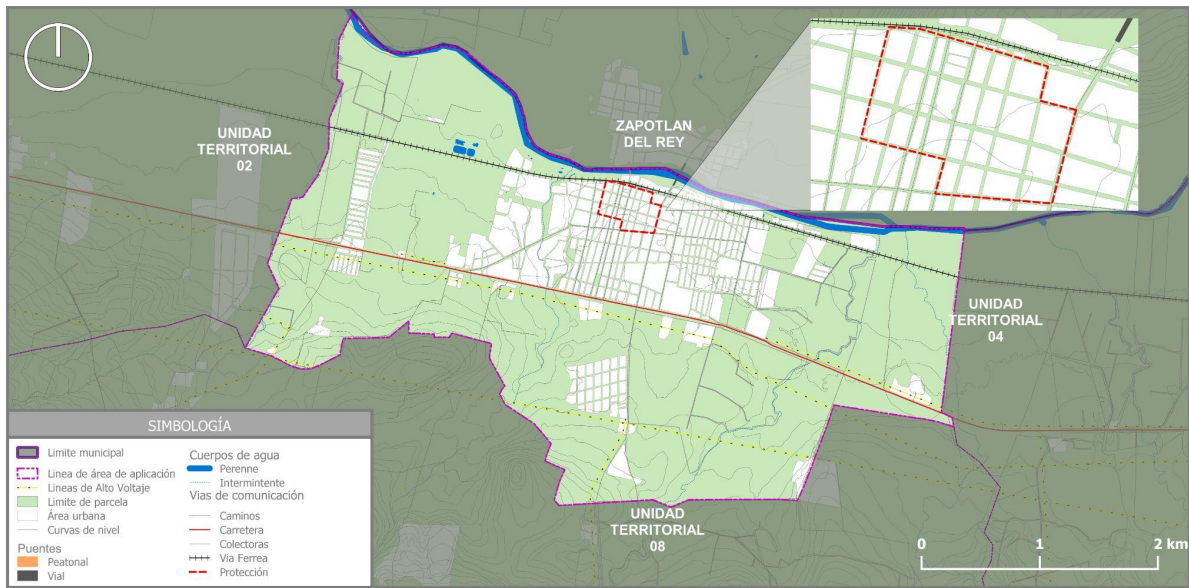 UNIDAD
TERRITORIAL
02
ZAPOTLAN
DEL REY
UNIDAD
TERRITORIAL
04
UNIDAD
TERRITORIAL
08
SIMBOLOGÍA
Limite municipal
Linea de área de aplicación
Lineas de Alto Voltaje
Limite de parcela
Área urbana
Curvas de nivel
Puentes
Peatonal
Vial
Cuerpos de agua
Perenne
Intermintente
Vias de comunicación
Caminos
Carretera
Colectoras
Via Ferrea
Protección
0 1 2 km